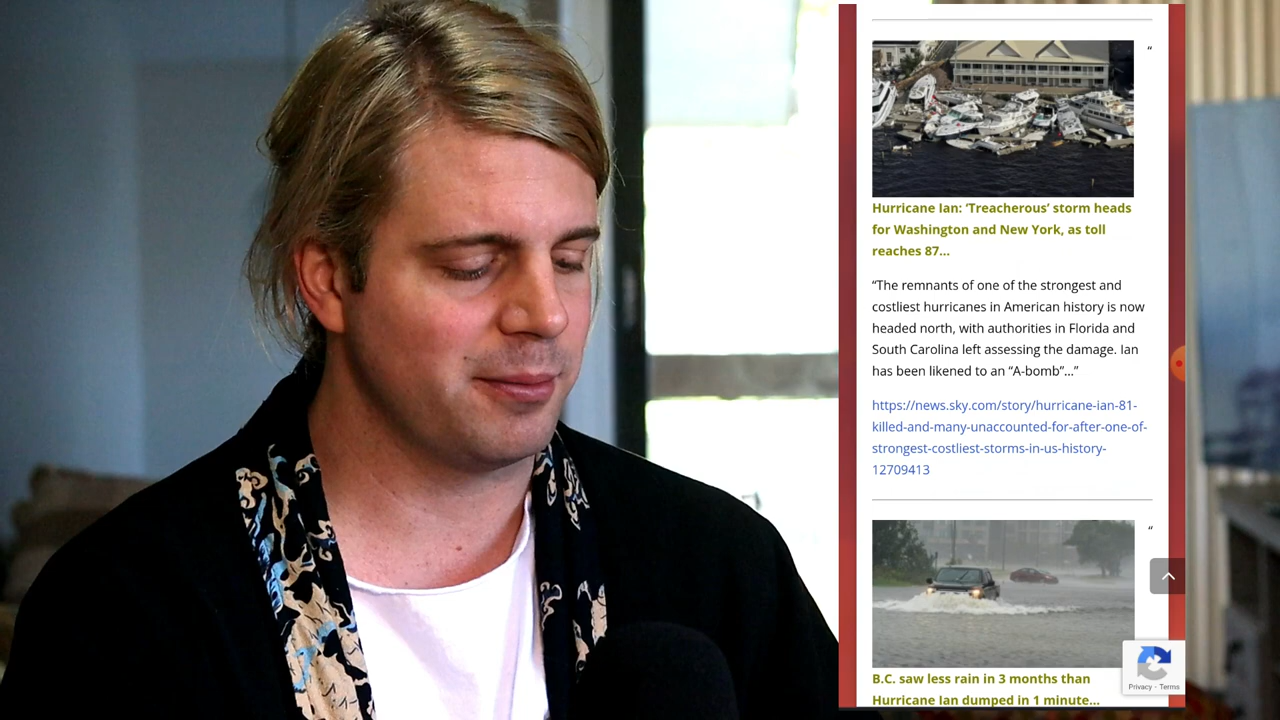 “
Hurricane Ian: ‘Treacherous’ storm heads
for Washington and New York, as toll
reaches 87…
“The remnants of one of the strongest and
costliest hurricanes in American history is now
headed north, with authorities in Florida and
South Carolina left assessing the damage. Ian
has been likened to an “A-bomb”…”
https://news.sky.com/story/hurricane-ian-81-
killed-and-many-unaccounted-for-after-one-of-
strongest-costliest-storms-in-us-history-
12709413
“
B.C. saw less rain in 3 months than
Hurricane Ian dumped in 1 minute…
Privacy - Terms